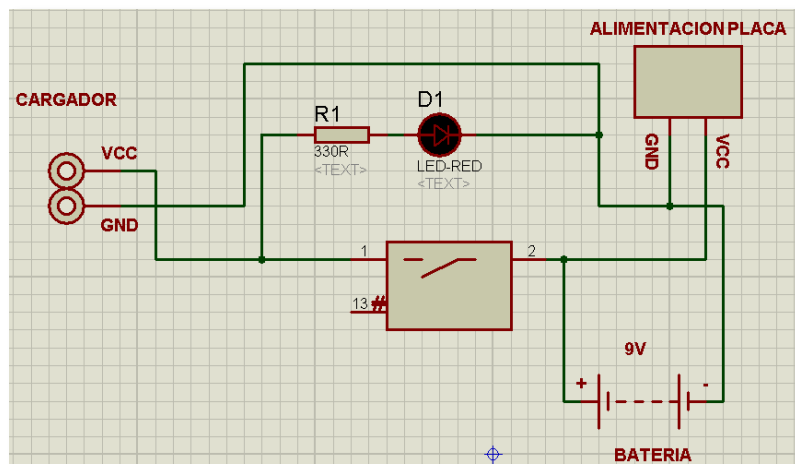 ALIMENTACION PLACA
CARGADOR
R1
D1
330R
<TEXT>
LED-RED
<TEXT>
VCC
GND
GND
VCC
1
2
13
#
9V
+
-
BATERIA